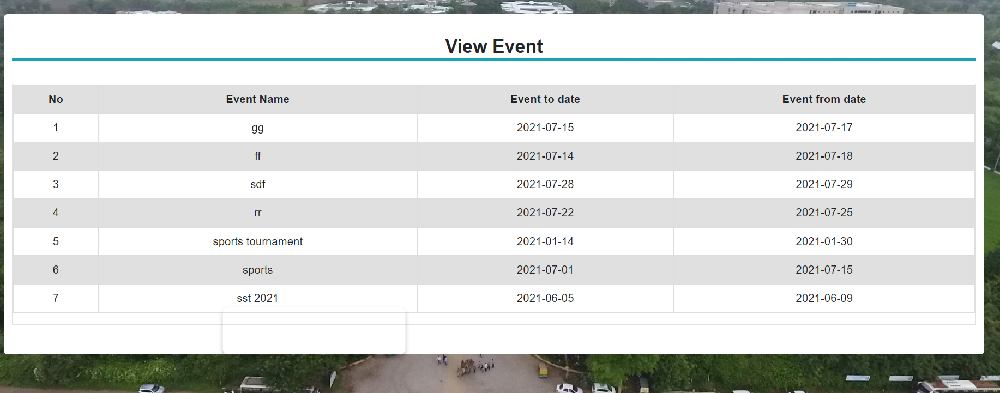 View Event
No Event Name Event to date Event from date
1 gg 2021-07-15 2021-07-17
2 ff 2021-07-14 2021-07-18
3 sdf 2021-07-28 2021-07-29
4 rr 2021-07-22 2021-07-25
5 sports tournament 2021-01-14 2021-01-30
6 sports 2021-07-01 2021-07-15
7 sst 2021 2021-06-05 2021-06-09